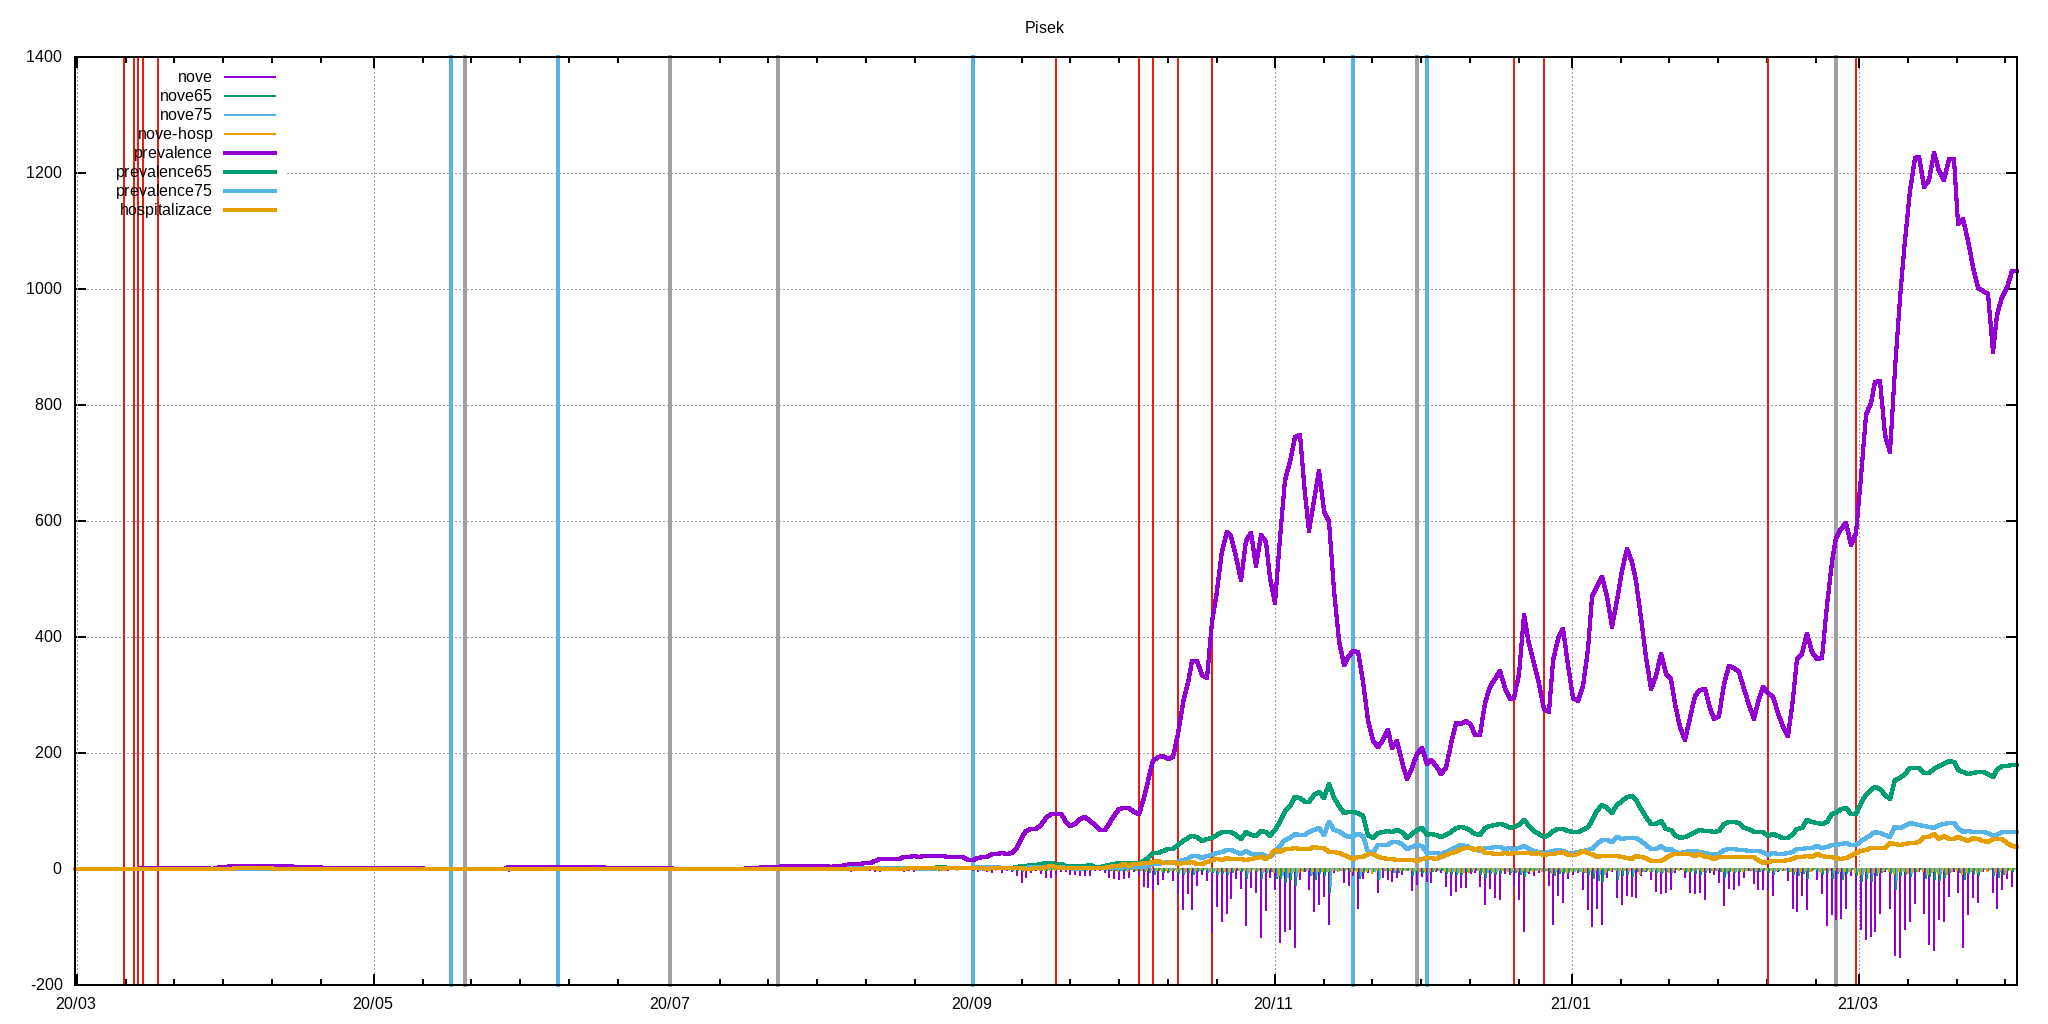 Pisek
1400
1200
1000
800
600
400
200
0
-200
nove
nove65
nove75
nove-hosp
prevalence
prevalence65
prevalence75
hospitalizace
20/03 20/05 20/07 20/09 20/11 21/01 21/03